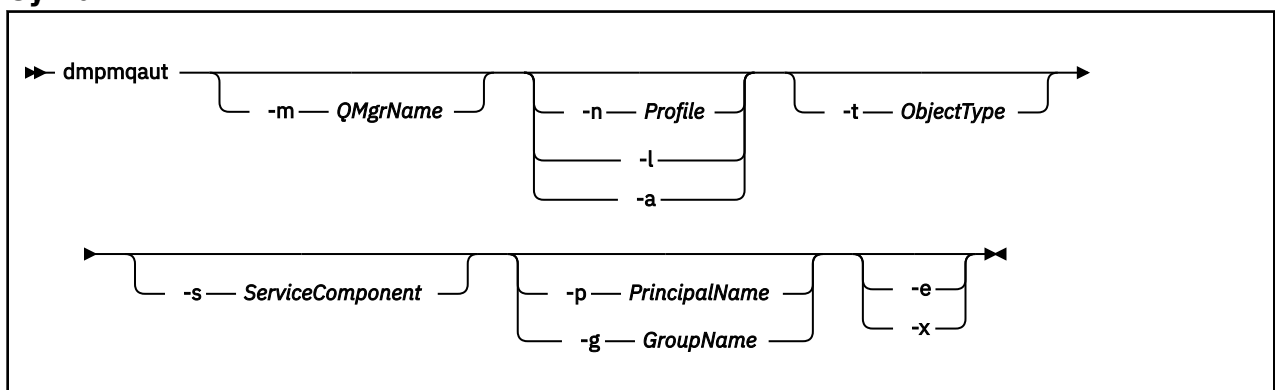 dmpmqaut
-m QMgrName
-n Profile
-t ObjectType
-l
-a
-s ServiceComponent
-p PrincipalName
-e
-g GroupName
-x